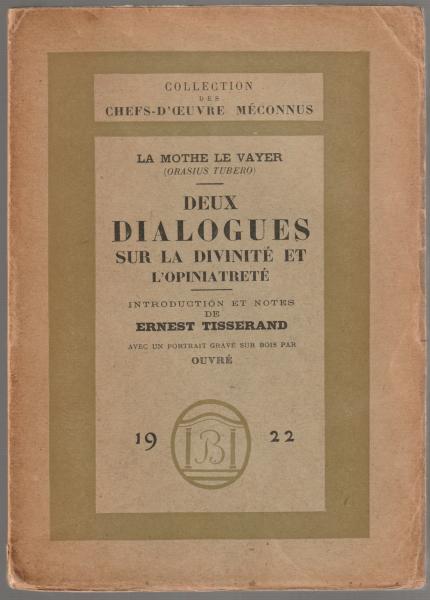 COLLECTION
DES
CHEFS-D'ŒUVRE MÉCONNUS
LA MOTHE LE VAYER
(ORASIUS TUBERO)
DEUX
DIALOGUES
SUR LA DIVINITÉ ET
L'OPINIATRETÉ
INTRODUCTION ET NOTES
DE
ERNEST TISSERAND
AVEC UN PORTRAIT GRAVÉ SUR BOIS PAR
OUVRÉ
19 B 22